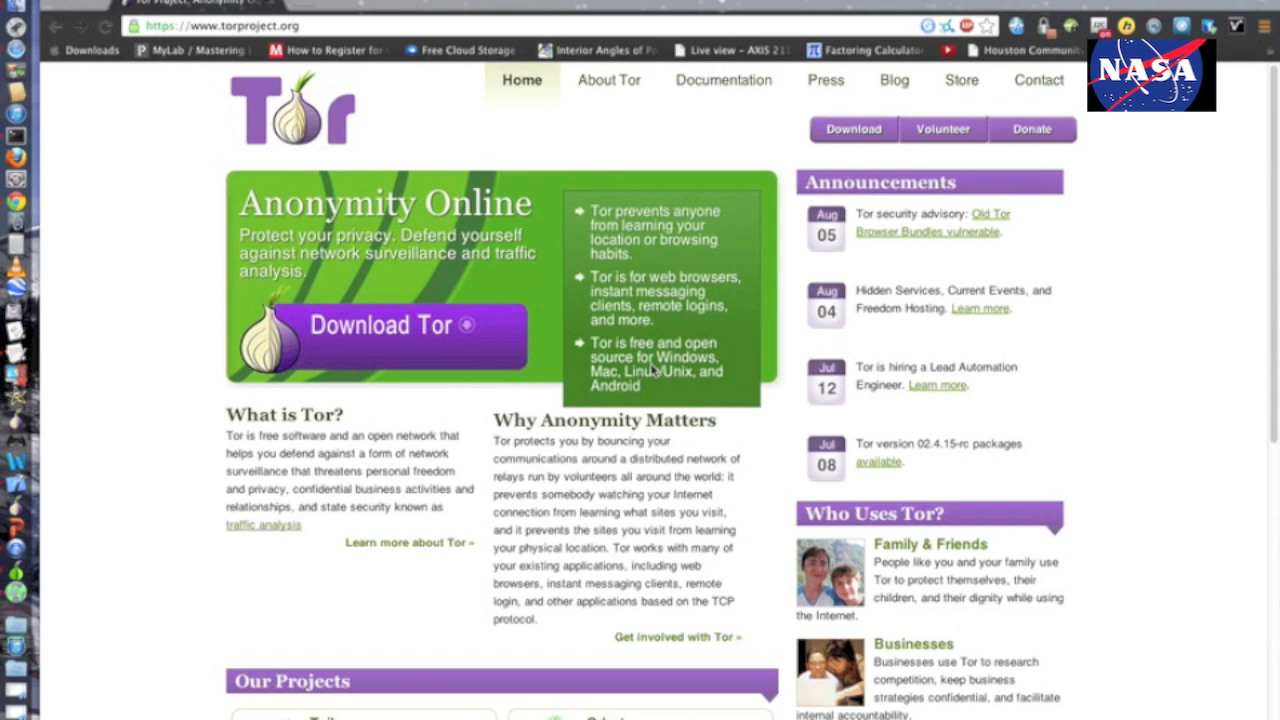 Tor Project: Anonymity O
https://www.torproject.org
Downloads
MyLab / Mastering
How to Register for
Free Cloud Storage
Interior Angles of Po
Live view – AXIS 211
Factoring Calculator
Houston Communit
NASA
Tor
Home
About Tor
Documentation
Press
Blog
Store
Contact
Download
Volunteer
Donate
Anonymity Online
Protect your privacy. Defend yourself
against network surveillance and traffic
analysis.
Download Tor
Tor prevents anyone
from learning your
location or browsing
habits.
Tor is for web browsers,
instant messaging
clients, remote logins,
and more.
Tor is free and open
source for Windows,
Mac, Linux/Unix, and
Android
What is Tor?
Tor is free software and an open network that
helps you defend against a form of network
surveillance that threatens personal freedom
and privacy, confidential business activities and
relationships, and state security known as
traffic analysis
Learn more about Tor »
Why Anonymity Matters
Tor protects you by bouncing your
communications around a distributed network of
relays run by volunteers all around the world: it
prevents somebody watching your Internet
connection from learning what sites you visit,
and it prevents the sites you visit from learning
your physical location. Tor works with many of
your existing applications, including web
browsers, instant messaging clients, remote
login, and other applications based on the TCP
protocol.
Get involved with Tor »
Our Projects
Announcements
Aug
05
Tor security advisory: Old Tor
Browser Bundles vulnerable.
Aug
04
Hidden Services, Current Events, and
Freedom Hosting. Learn more.
Jul
12
Tor is hiring a Lead Automation
Engineer. Learn more.
Jul
08
Tor version 02.4.15-rc packages
available.
Who Uses Tor?
Family & Friends
People like you and your family use
Tor to protect themselves, their
children, and their dignity while using
the Internet.
Businesses
Businesses use Tor to research
competition, keep business
strategies confidential, and facilitate
internal accountability.